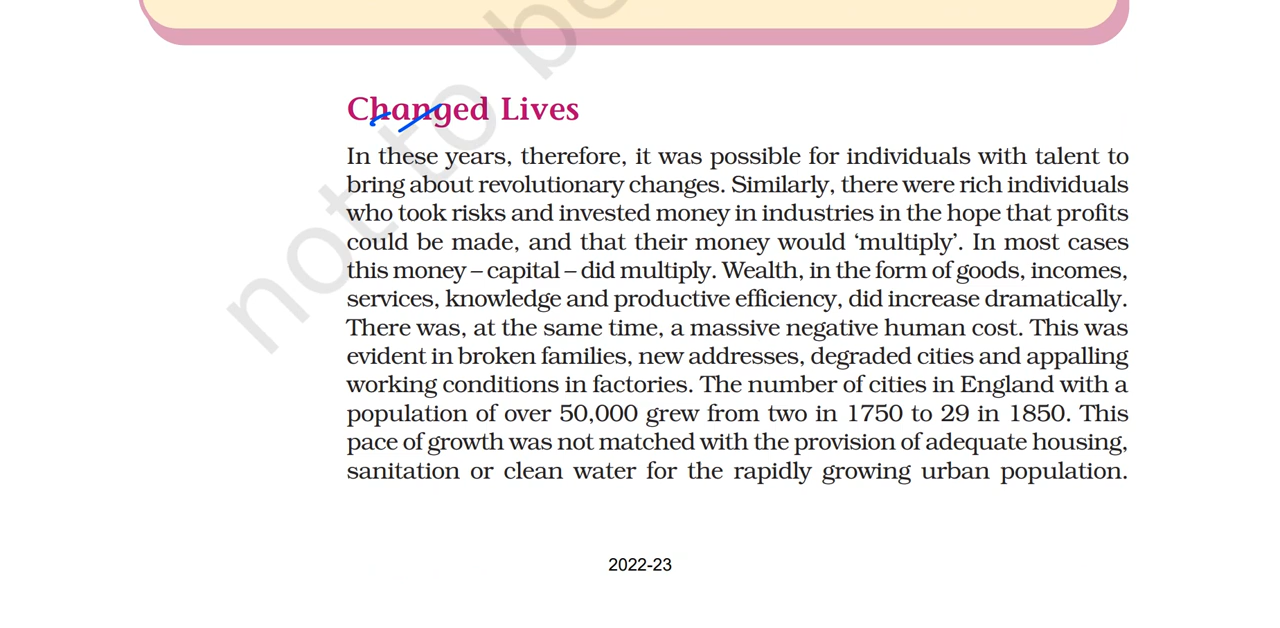 not to be
Changed Lives
In these years, therefore, it was possible for individuals with talent to
bring about revolutionary changes. Similarly, there were rich individuals
who took risks and invested money in industries in the hope that profits
could be made, and that their money would ‘multiply’. In most cases
this money – capital – did multiply. Wealth, in the form of goods, incomes,
services, knowledge and productive efficiency, did increase dramatically.
There was, at the same time, a massive negative human cost. This was
evident in broken families, new addresses, degraded cities and appalling
working conditions in factories. The number of cities in England with a
population of over 50,000 grew from two in 1750 to 29 in 1850. This
pace of growth was not matched with the provision of adequate housing,
sanitation or clean water for the rapidly growing urban population.
2022-23